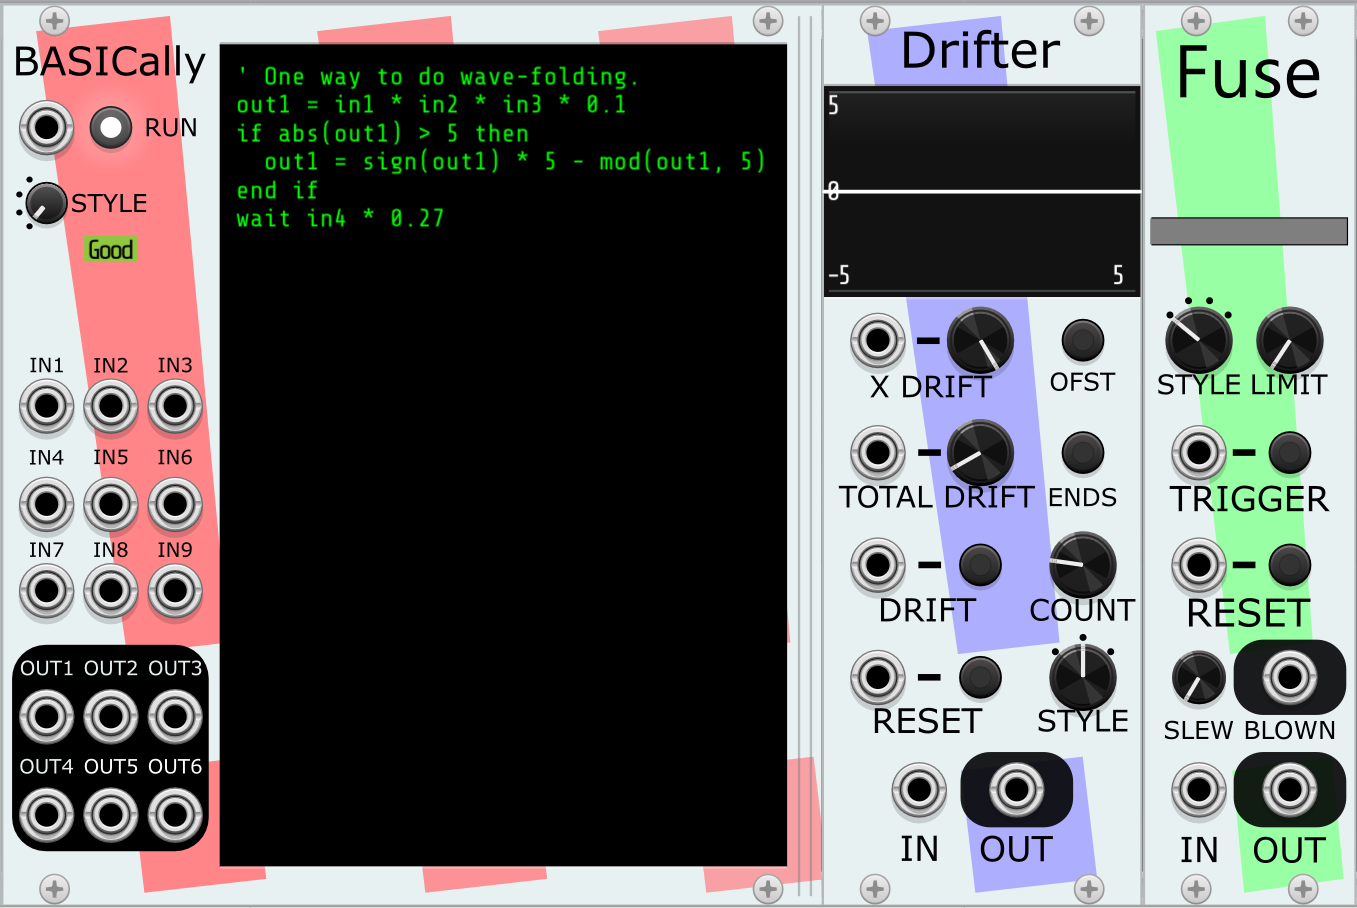 BASICally
RUN
STYLE
Good
IN1 IN2 IN3
IN4 IN5 IN6
IN7 IN8 IN9
OUT1 OUT2 OUT3
OUT4 OUT5 OUT6
' One way to do wave-folding.
out1 = in1 * in2 * in3 * 0.1
if abs(out1) > 5 then
  out1 = sign(out1) * 5 - mod(out1, 5)
end if
wait in4 * 0.27
Drifter
5
0
-5 5
X DRIFT OFST
TOTAL DRIFT ENDS
DRIFT COUNT
RESET STYLE
IN OUT
Fuse
STYLE LIMIT
TRIGGER
RESET
SLEW BLOWN
IN OUT